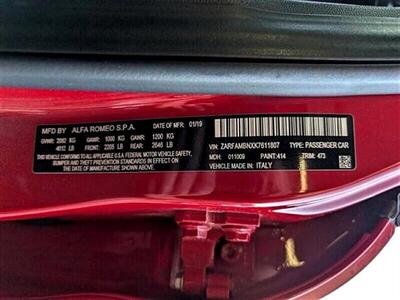 MFD BY: ALFA ROMEO S.P.A. DATE OF MFR: 01/19
GVWR: 2082 KG GAWR: 1000 KG GAWR: 1200 KG
4612 LB FRONT: 2205 LB REAR: 2646 LB
THIS VEHICLE CONFORMS TO ALL APPLICABLE U.S.A. FEDERAL MOTOR VEHICLE SAFETY,
BUMPER, AND THEFT PREVENTION STANDARDS IN EFFECT ON THE
DATE OF MANUFACTURE SHOWN ABOVE.
VIN: ZARFAMBNXK7611807 TYPE: PASSENGER CAR
MDH: 011009 PAINT: 414 TRIM: 473
MADE IN: ITALY